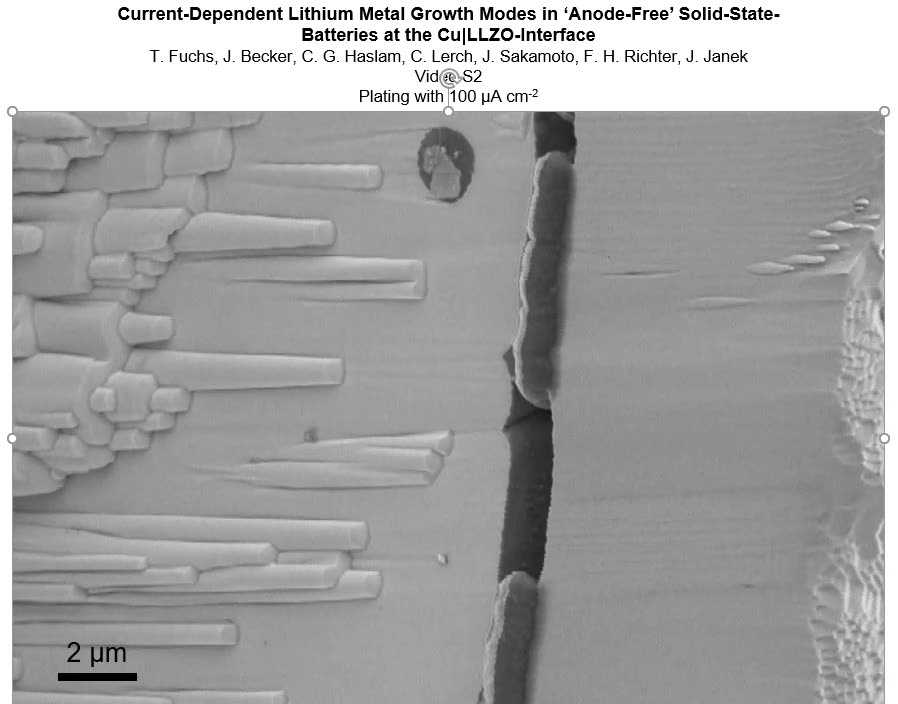 Current-Dependent Lithium Metal Growth Modes in ‘Anode-Free’ Solid-State-
Batteries at the Cu|LLZO-Interface
T. Fuchs, J. Becker, C. G. Haslam, C. Lerch, J. Sakamoto, F. H. Richter, J. Janek
Video S2
Plating with 100 µA cm-2
2 µm